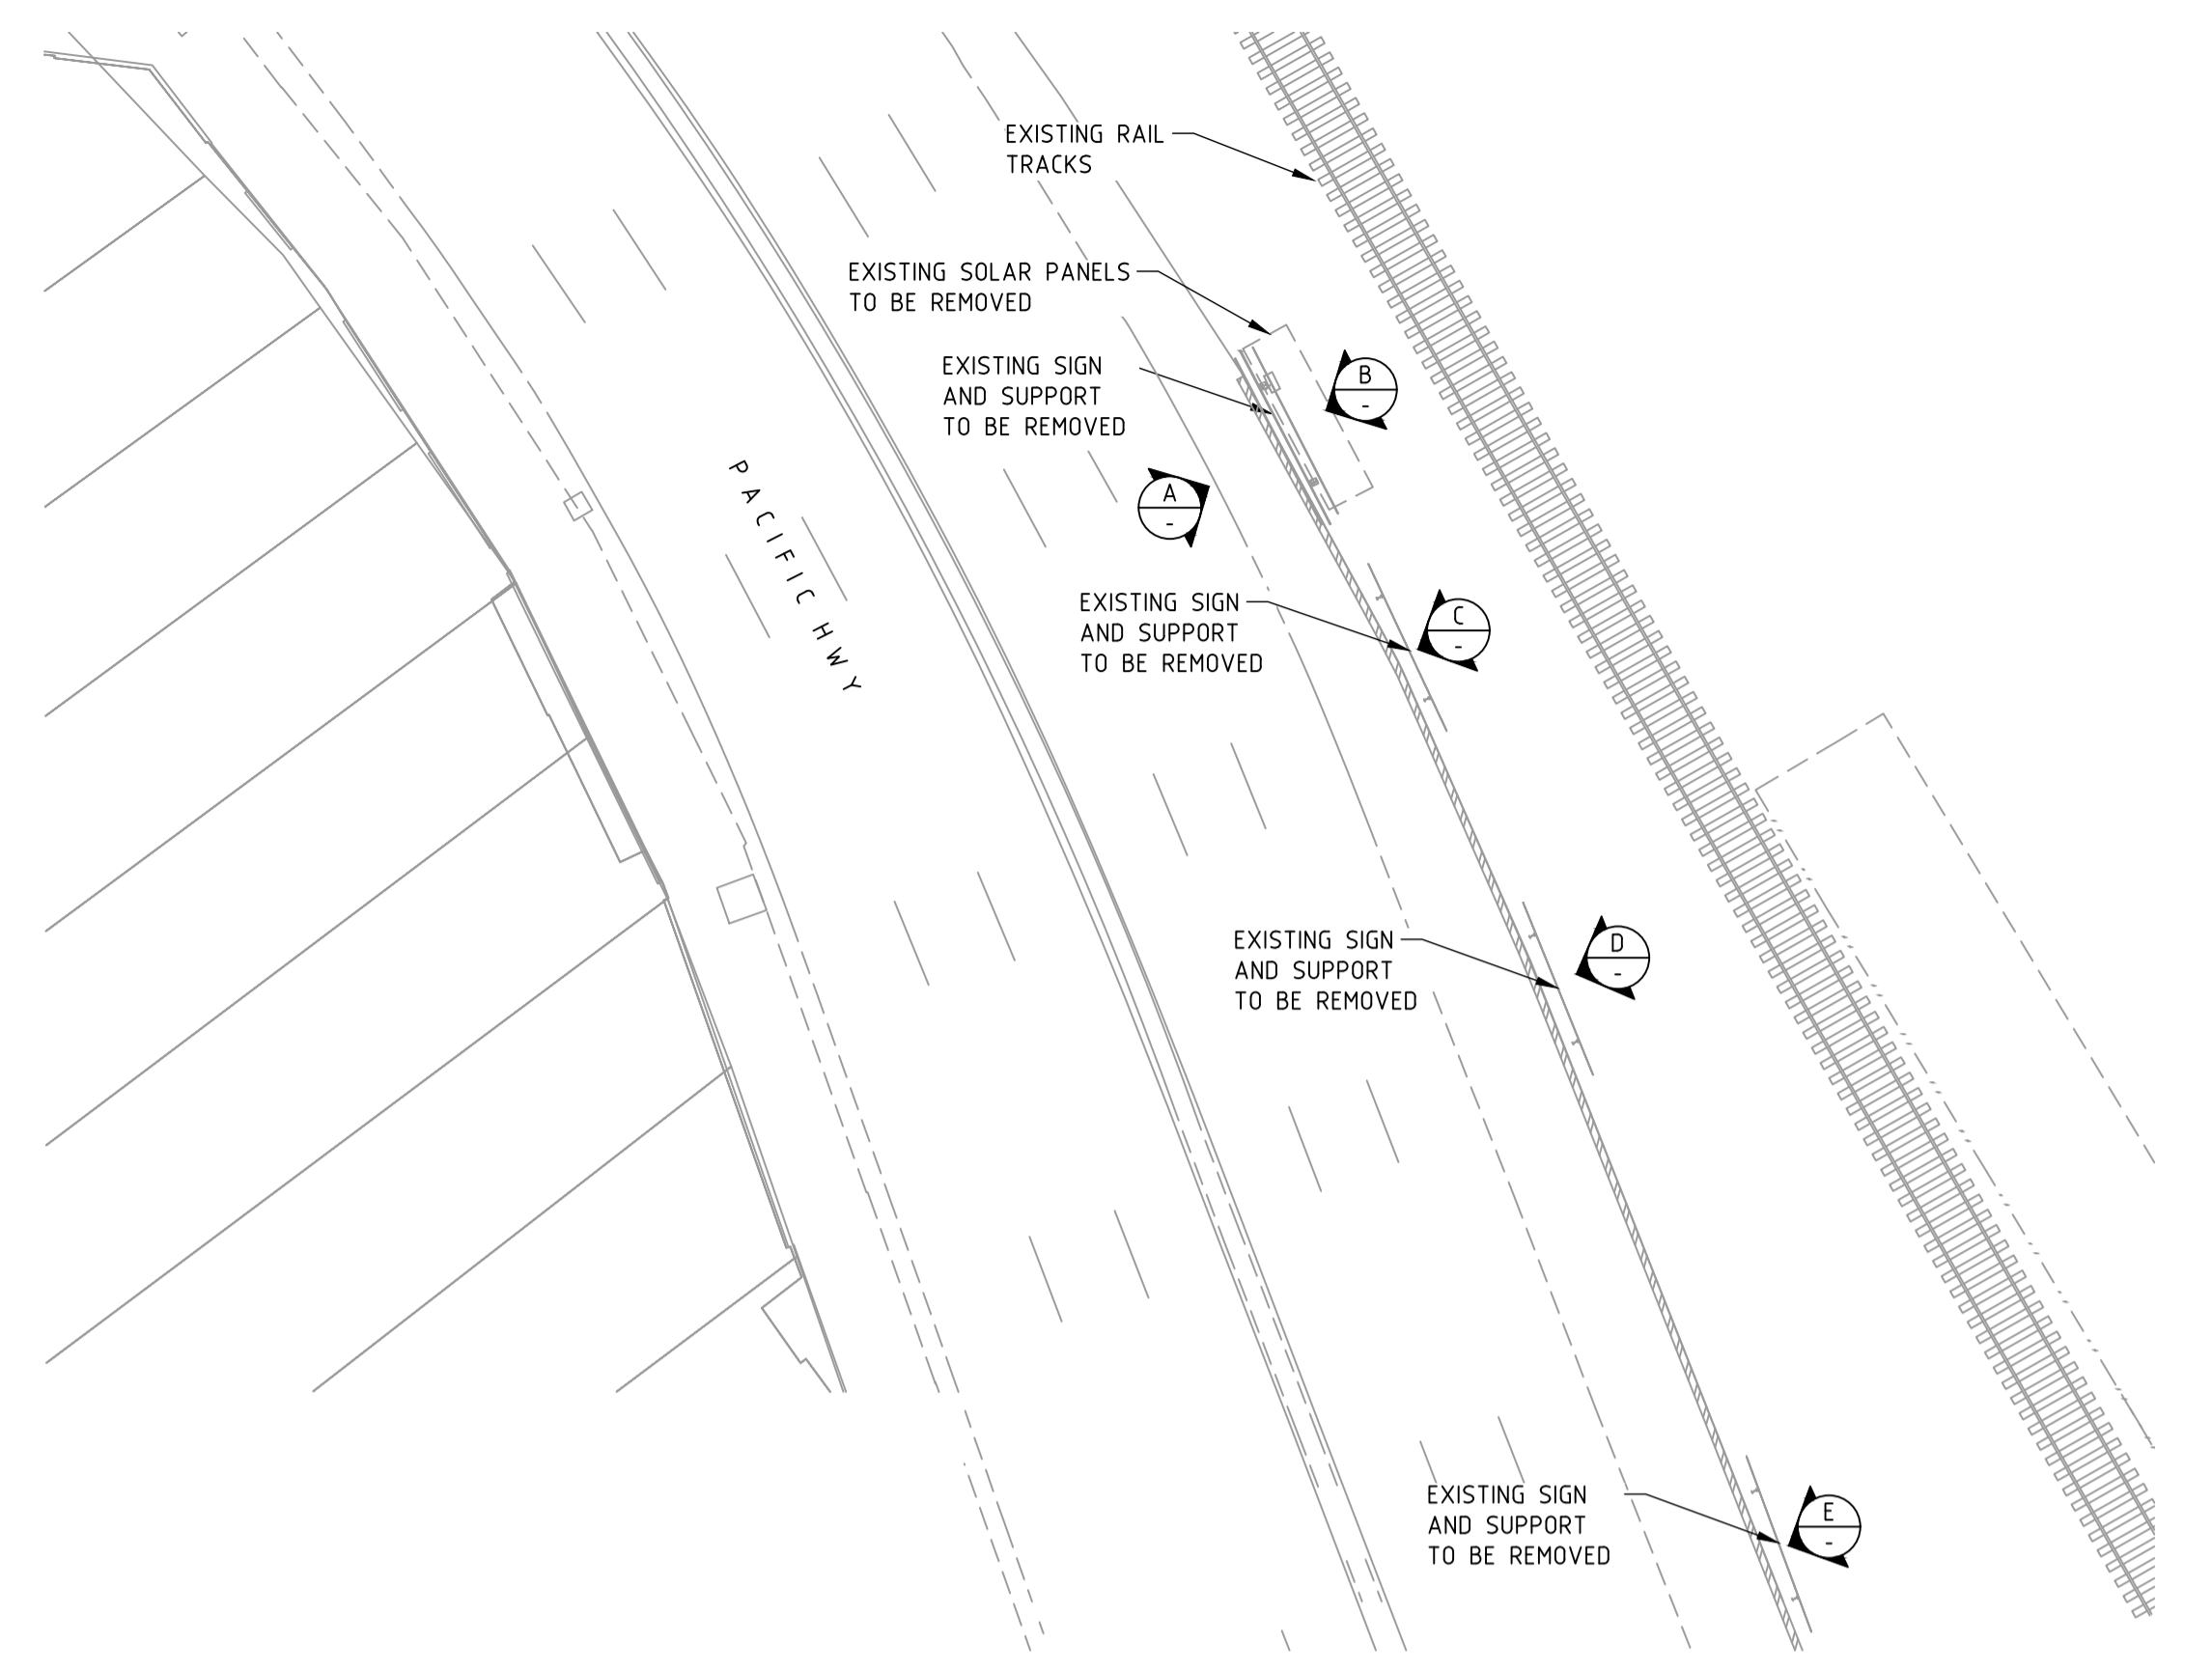 EXISTING RAIL
TRACKS
EXISTING SOLAR PANELS
TO BE REMOVED
EXISTING SIGN
AND SUPPORT
TO BE REMOVED
B
-
A
-
PACIFIC HWY
EXISTING SIGN
AND SUPPORT
TO BE REMOVED
C
-
EXISTING SIGN
AND SUPPORT
TO BE REMOVED
D
-
EXISTING SIGN
AND SUPPORT
TO BE REMOVED
E
-